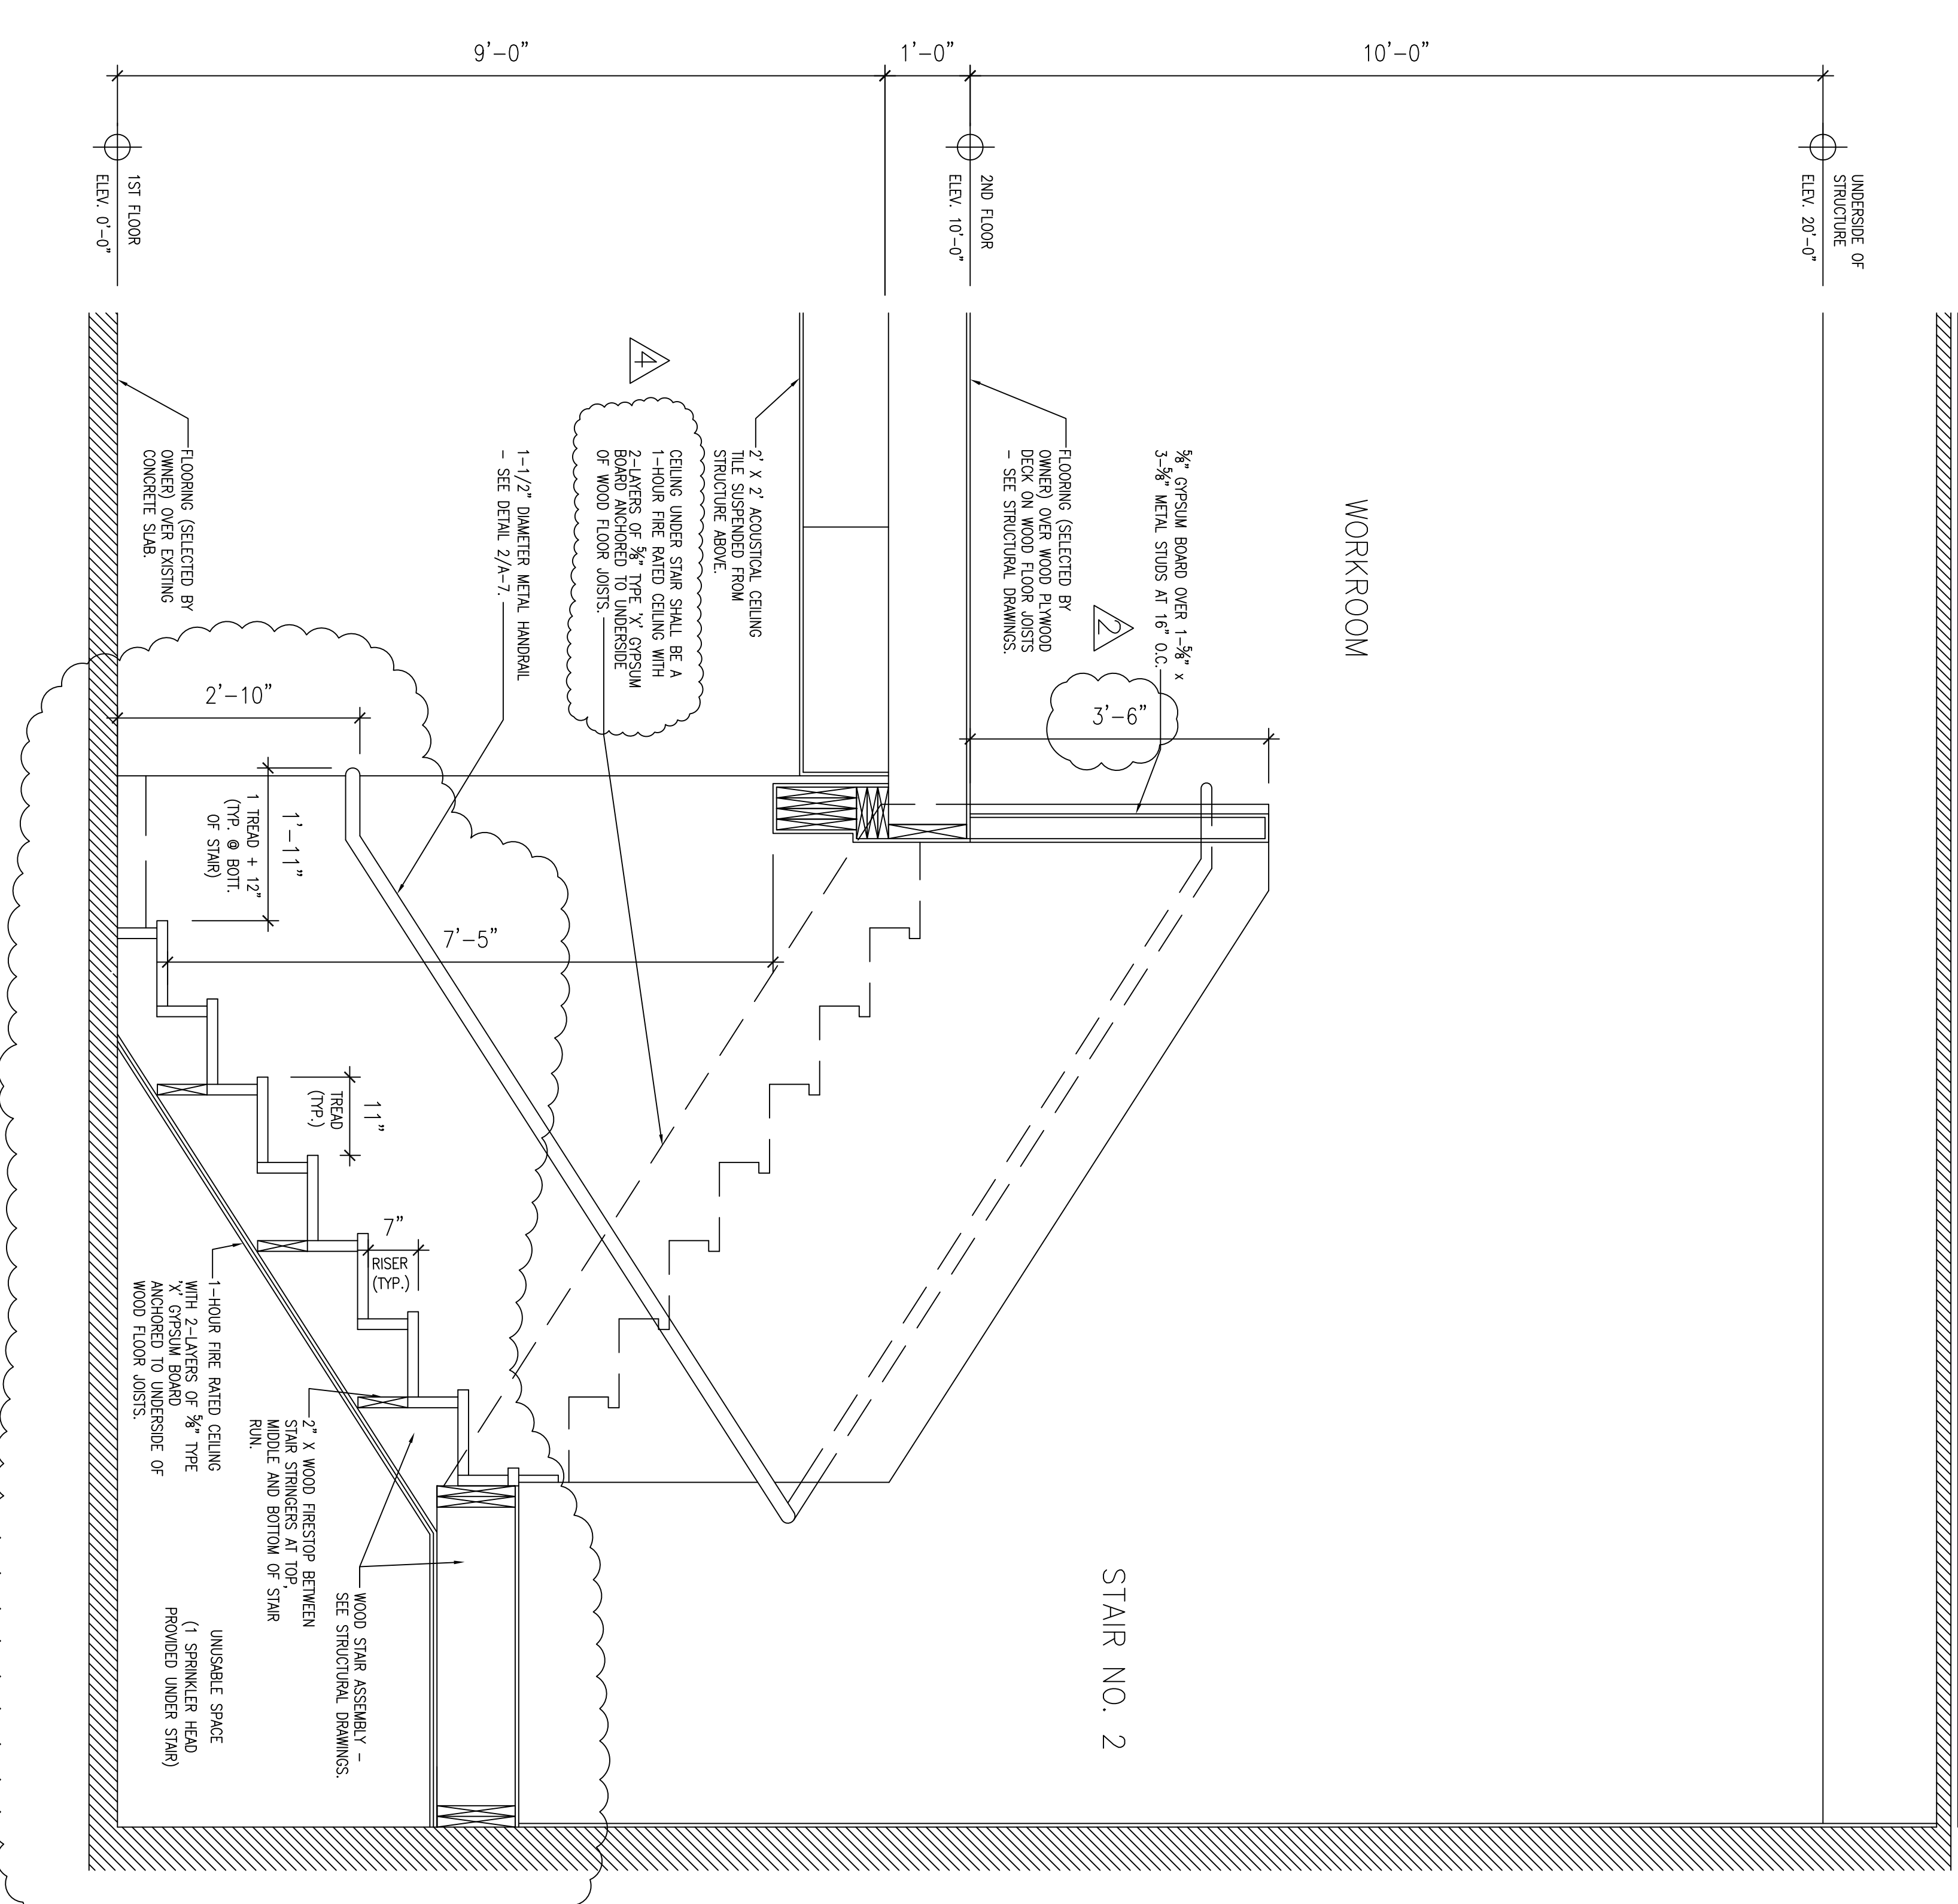 UNDERSIDE OF
STRUCTURE
ELEV. 20'-0"
10'-0"
WORKROOM
STAIR NO. 2
2ND FLOOR
ELEV. 10'-0"
1'-0"
⅝" GYPSUM BOARD OVER 1-⅝" x
3-⅝" METAL STUDS AT 16" O.C.
2
3'-6"
FLOORING (SELECTED BY
OWNER) OVER WOOD PLYWOOD
DECK ON WOOD FLOOR JOISTS
- SEE STRUCTURAL DRAWINGS.
9'-0"
2' X 2' ACOUSTICAL CEILING
TILE SUSPENDED FROM
STRUCTURE ABOVE.
4
CEILING UNDER STAIR SHALL BE A
1-HOUR FIRE RATED CEILING WITH
2-LAYERS OF ⅝" TYPE 'X' GYPSUM
BOARD ANCHORED TO UNDERSIDE
OF WOOD FLOOR JOISTS.
1-1/2" DIAMETER METAL HANDRAIL
- SEE DETAIL 2/A-7.
7'-5"
2'-10"
1'-11"
1 TREAD + 12"
(TYP. @ BOTT.
OF STAIR)
11"
TREAD
(TYP.)
7"
RISER
(TYP.)
WOOD STAIR ASSEMBLY -
SEE STRUCTURAL DRAWINGS.
2" X WOOD FIRESTOP BETWEEN
STAIR STRINGERS AT TOP,
MIDDLE AND BOTTOM OF STAIR
RUN.
1-HOUR FIRE RATED CEILING
WITH 2-LAYERS OF ⅝" TYPE
'X' GYPSUM BOARD
ANCHORED TO UNDERSIDE OF
WOOD FLOOR JOISTS.
UNUSABLE SPACE
(1 SPRINKLER HEAD
PROVIDED UNDER STAIR)
FLOORING (SELECTED BY
OWNER) OVER EXISTING
CONCRETE SLAB.
1ST FLOOR
ELEV. 0'-0"